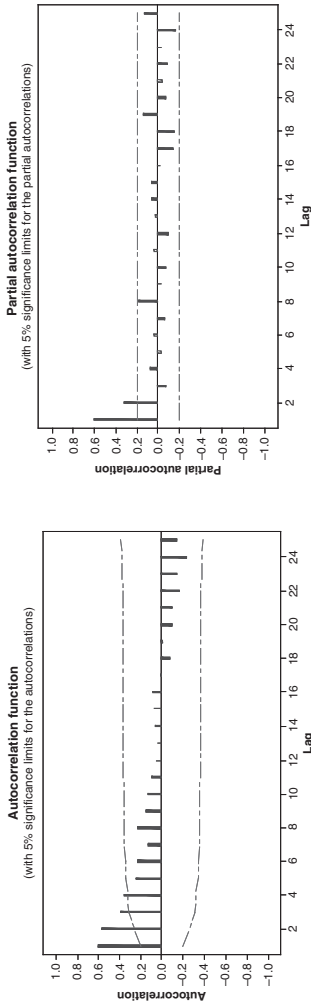 Autocorrelation function
(with 5% significance limits for the autocorrelations)
1.0
0.8
0.6
0.4
0.2
0.0
−0.2
−0.4
−0.6
−0.8
−1.0
Autocorrelation
2 4 6 8 10 12 14 16 18 20 22 24
Lag
Partial autocorrelation function
(with 5% significance limits for the partial autocorrelations)
1.0
0.8
0.6
0.4
0.2
0.0
−0.2
−0.4
−0.6
−0.8
−1.0
Partial autocorrelation
2 4 6 8 10 12 14 16 18 20 22 24
Lag